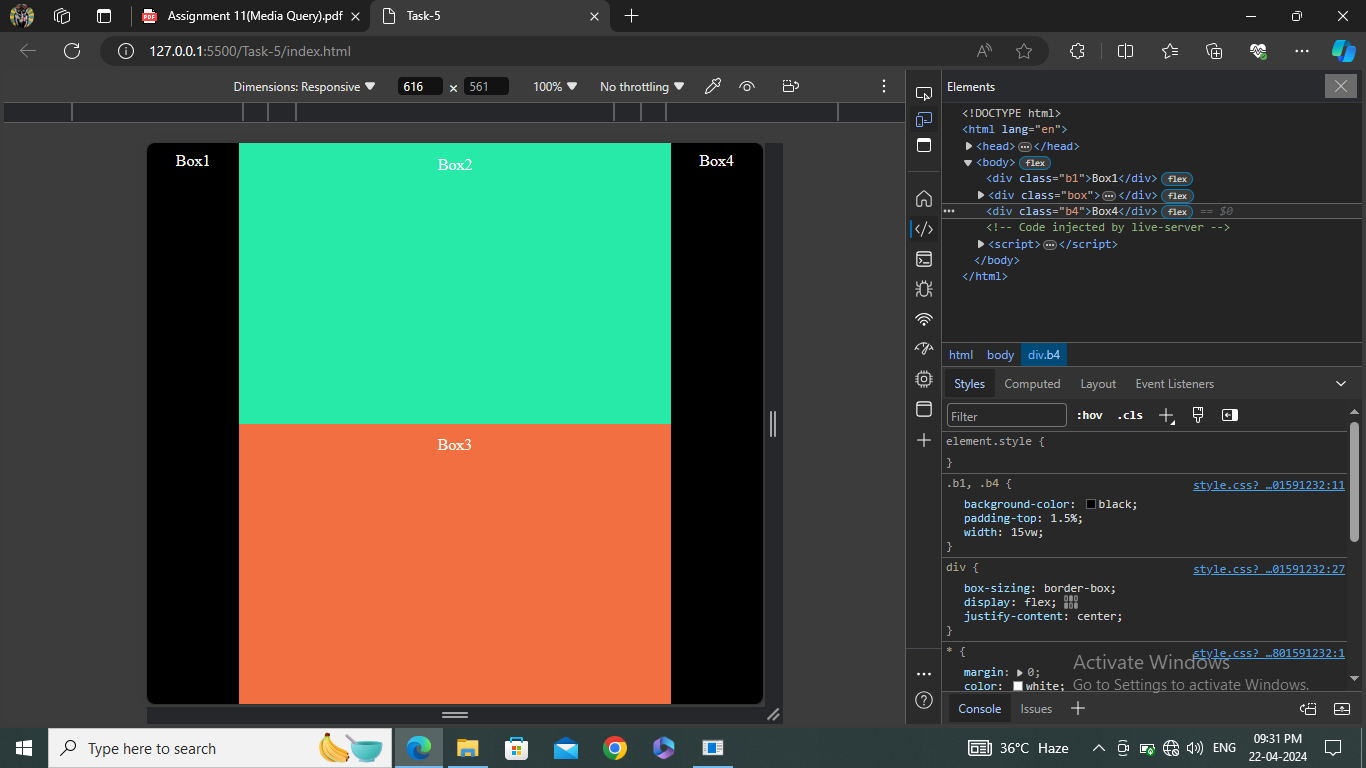 Assignment 11(Media Query).pdf
Task-5
127.0.0.1:5500/Task-5/index.html
Dimensions: Responsive 616 × 561 100% No throttling
Box1
Box2
Box3
Box4
Elements
<!DOCTYPE html>
<html lang="en">
<head> </head>
<body> flex
<div class="b1">Box1</div> flex
<div class="box"> </div> flex
<div class="b4">Box4</div> flex == $0
<!-- Code injected by live-server -->
<script> </script>
</body>
</html>
html body div.b4
Styles Computed Layout Event Listeners
Filter :hov .cls
element.style {
}
.b1, .b4 { style.css? …01591232:11
background-color: black;
padding-top: 1.5%;
width: 15vw;
}
div { style.css? …01591232:27
box-sizing: border-box;
display: flex;
justify-content: center;
}
* { style.css? …801591232:1
margin: 0;
color: white;
Activate Windows
Go to Settings to activate Windows.
Console Issues
Type here to search
36°C Haze
ENG
09:31 PM
22-04-2024